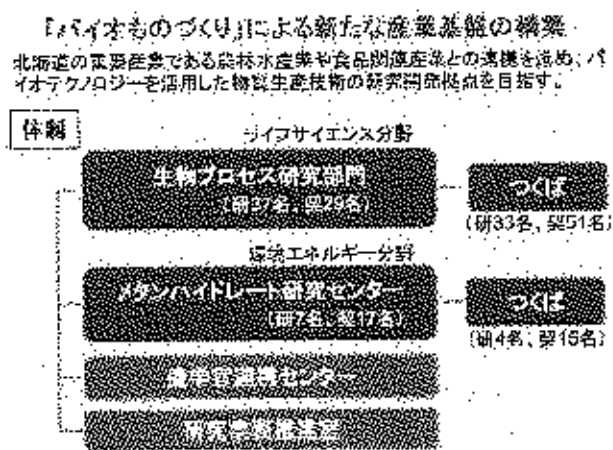 「バイオものづくり」による新たな産業基盤の構築
北海道の重要産業である農林水産業や食品関連産業との連携を深め、バ
イオテクノロジーを活用した物質生産技術の研究開発拠点を目指す。
体制
ライフサイエンス分野
生物プロセス研究部門
(研37名、契29名)
つくば
(研33名、契51名)
環境エネルギー分野
メタンハイドレート研究センター
(研7名、契17名)
つくば
(研4名、契15名)
産学官連携センター
研究業務推進室